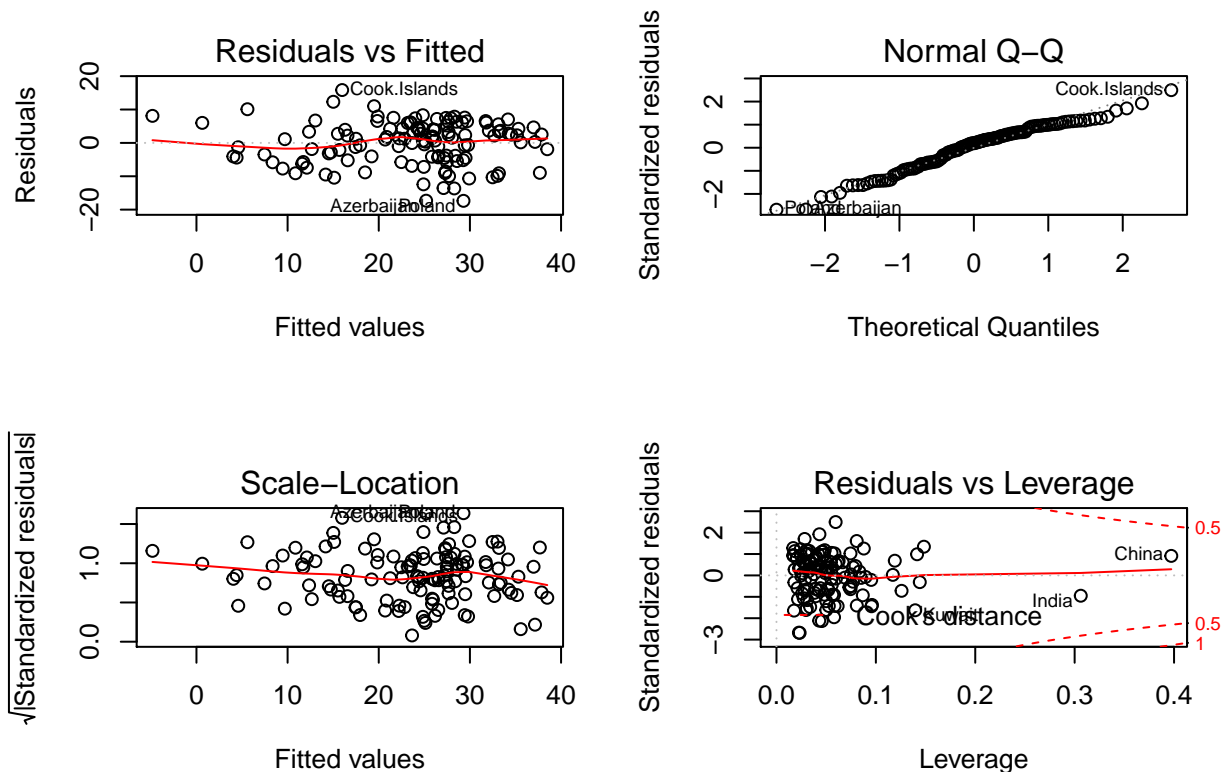 Residuals vs Fitted
Residuals
20
0
−20
Cook.Islands
Azerbaijan
Poland
0 10 20 30 40
Fitted values
Normal Q−Q
Standardized residuals
2
0
−2
Cook.Islands
Poland
Azerbaijan
−2 −1 0 1 2
Theoretical Quantiles
Scale−Location
√|Standardized residuals|
1.0
0.0
Azerbaijan
Poland
Cook.Islands
0 10 20 30 40
Fitted values
Residuals vs Leverage
Standardized residuals
2
0
−3
0.5
China
India
Kuwait
Cook's distance
0.5
1
0.0 0.1 0.2 0.3 0.4
Leverage